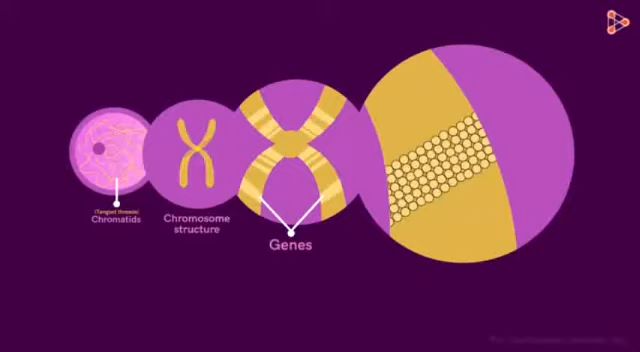 (Tangled threads)
Chromatids
Chromosome
structure
Genes